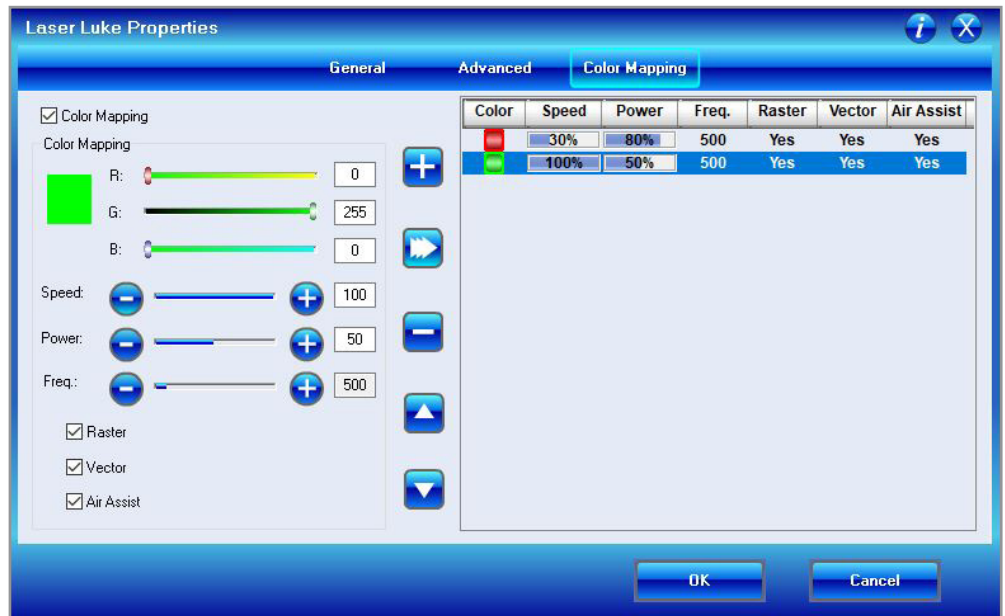 Laser Luke Properties
General Advanced Color Mapping
Color Mapping
Color Mapping
R: 0
G: 255
B: 0
Speed: 100
Power: 50
Freq.: 500
Raster
Vector
Air Assist
Color Speed Power Freq. Raster Vector Air Assist
30% 80% 500 Yes Yes Yes
100% 50% 500 Yes Yes Yes
OK Cancel